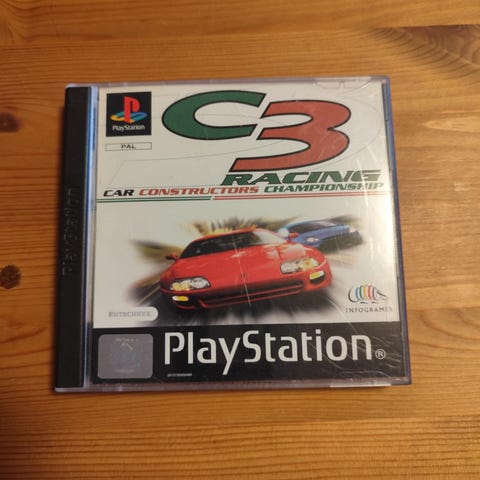 PlayStation
PlayStation
PAL
C3
RACING
CAR CONSTRUCTORS CHAMPIONSHIP
EUTECHNYX
INFOGRAMES
PlayStation®